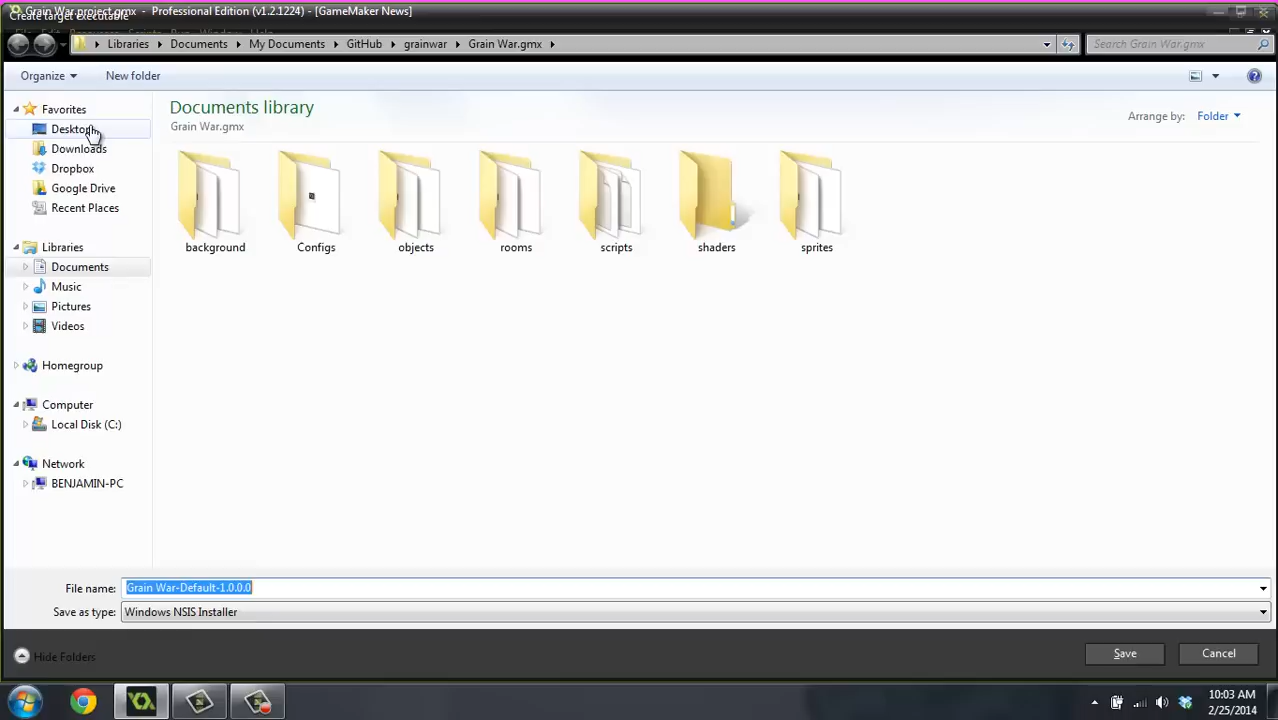 Grain War.project.gmx - Professional Edition (v1.2.1224) - [GameMaker News]
Create target Executable
Libraries Documents My Documents GitHub grainwar Grain War.gmx Search Grain War.gmx
Organize New folder
Favorites
Desktop
Downloads
Dropbox
Google Drive
Recent Places
Libraries
Documents
Music
Pictures
Videos
Homegroup
Computer
Local Disk (C:)
Network
BENJAMIN-PC
Documents library
Grain War.gmx
Arrange by: Folder
background Configs objects rooms scripts shaders sprites
File name: Grain War-Default-1.0.0.0
Save as type: Windows NSIS Installer
Hide Folders Save Cancel
10:03 AM
2/25/2014